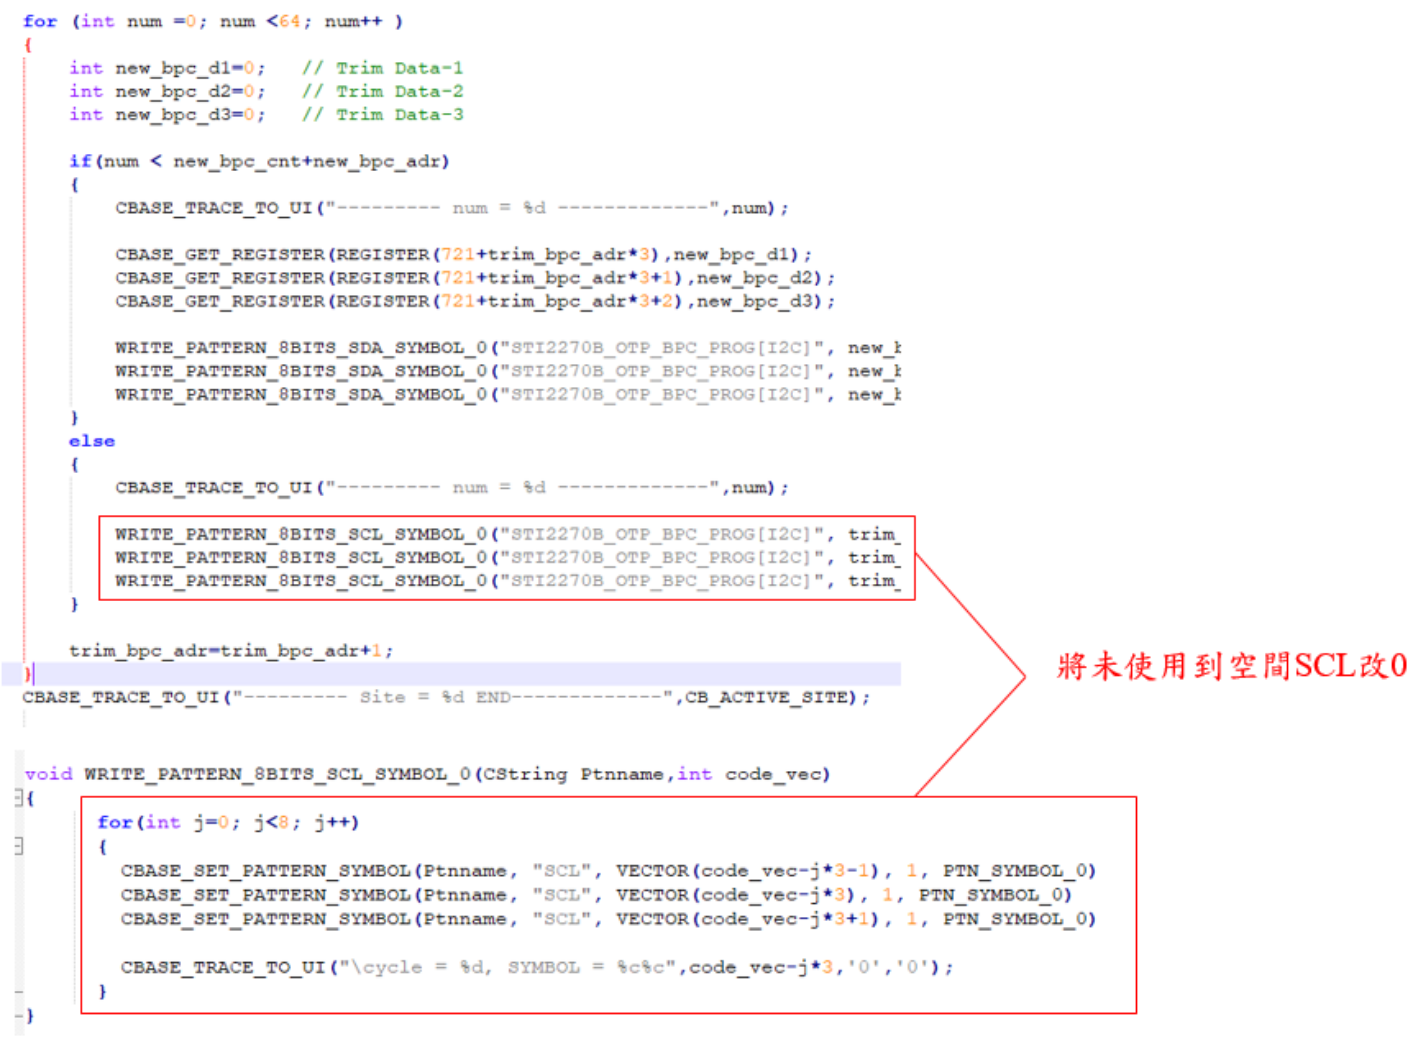 for (int num =0; num <64; num++ )
{
int new_bpc_d1=0; // Trim Data-1
int new_bpc_d2=0; // Trim Data-2
int new_bpc_d3=0; // Trim Data-3
if(num < new_bpc_cnt+new_bpc_adr)
{
CBASE_TRACE_TO_UI("--------- num = %d -------------",num);
CBASE_GET_REGISTER(REGISTER(721+trim_bpc_adr*3),new_bpc_d1);
CBASE_GET_REGISTER(REGISTER(721+trim_bpc_adr*3+1),new_bpc_d2);
CBASE_GET_REGISTER(REGISTER(721+trim_bpc_adr*3+2),new_bpc_d3);
WRITE_PATTERN_8BITS_SDA_SYMBOL_0("STI2270B_OTP_BPC_PROG[I2C]", new_
WRITE_PATTERN_8BITS_SDA_SYMBOL_0("STI2270B_OTP_BPC_PROG[I2C]", new_
WRITE_PATTERN_8BITS_SDA_SYMBOL_0("STI2270B_OTP_BPC_PROG[I2C]", new_
}
else
{
CBASE_TRACE_TO_UI("--------- num = %d -------------",num);
WRITE_PATTERN_8BITS_SCL_SYMBOL_0("STI2270B_OTP_BPC_PROG[I2C]", trim_
WRITE_PATTERN_8BITS_SCL_SYMBOL_0("STI2270B_OTP_BPC_PROG[I2C]", trim_
WRITE_PATTERN_8BITS_SCL_SYMBOL_0("STI2270B_OTP_BPC_PROG[I2C]", trim_
}
trim_bpc_adr=trim_bpc_adr+1;
}
CBASE_TRACE_TO_UI("--------- Site = %d END-------------",CB_ACTIVE_SITE);
將未使用到空間SCL改0
void WRITE_PATTERN_8BITS_SCL_SYMBOL_0(CString Ptnname,int code_vec)
{
for(int j=0; j<8; j++)
{
CBASE_SET_PATTERN_SYMBOL(Ptnname, "SCL", VECTOR(code_vec-j*3-1), 1, PTN_SYMBOL_0)
CBASE_SET_PATTERN_SYMBOL(Ptnname, "SCL", VECTOR(code_vec-j*3), 1, PTN_SYMBOL_0)
CBASE_SET_PATTERN_SYMBOL(Ptnname, "SCL", VECTOR(code_vec-j*3+1), 1, PTN_SYMBOL_0)
CBASE_TRACE_TO_UI("\cycle = %d, SYMBOL = %c%c",code_vec-j*3,'0','0');
}
}